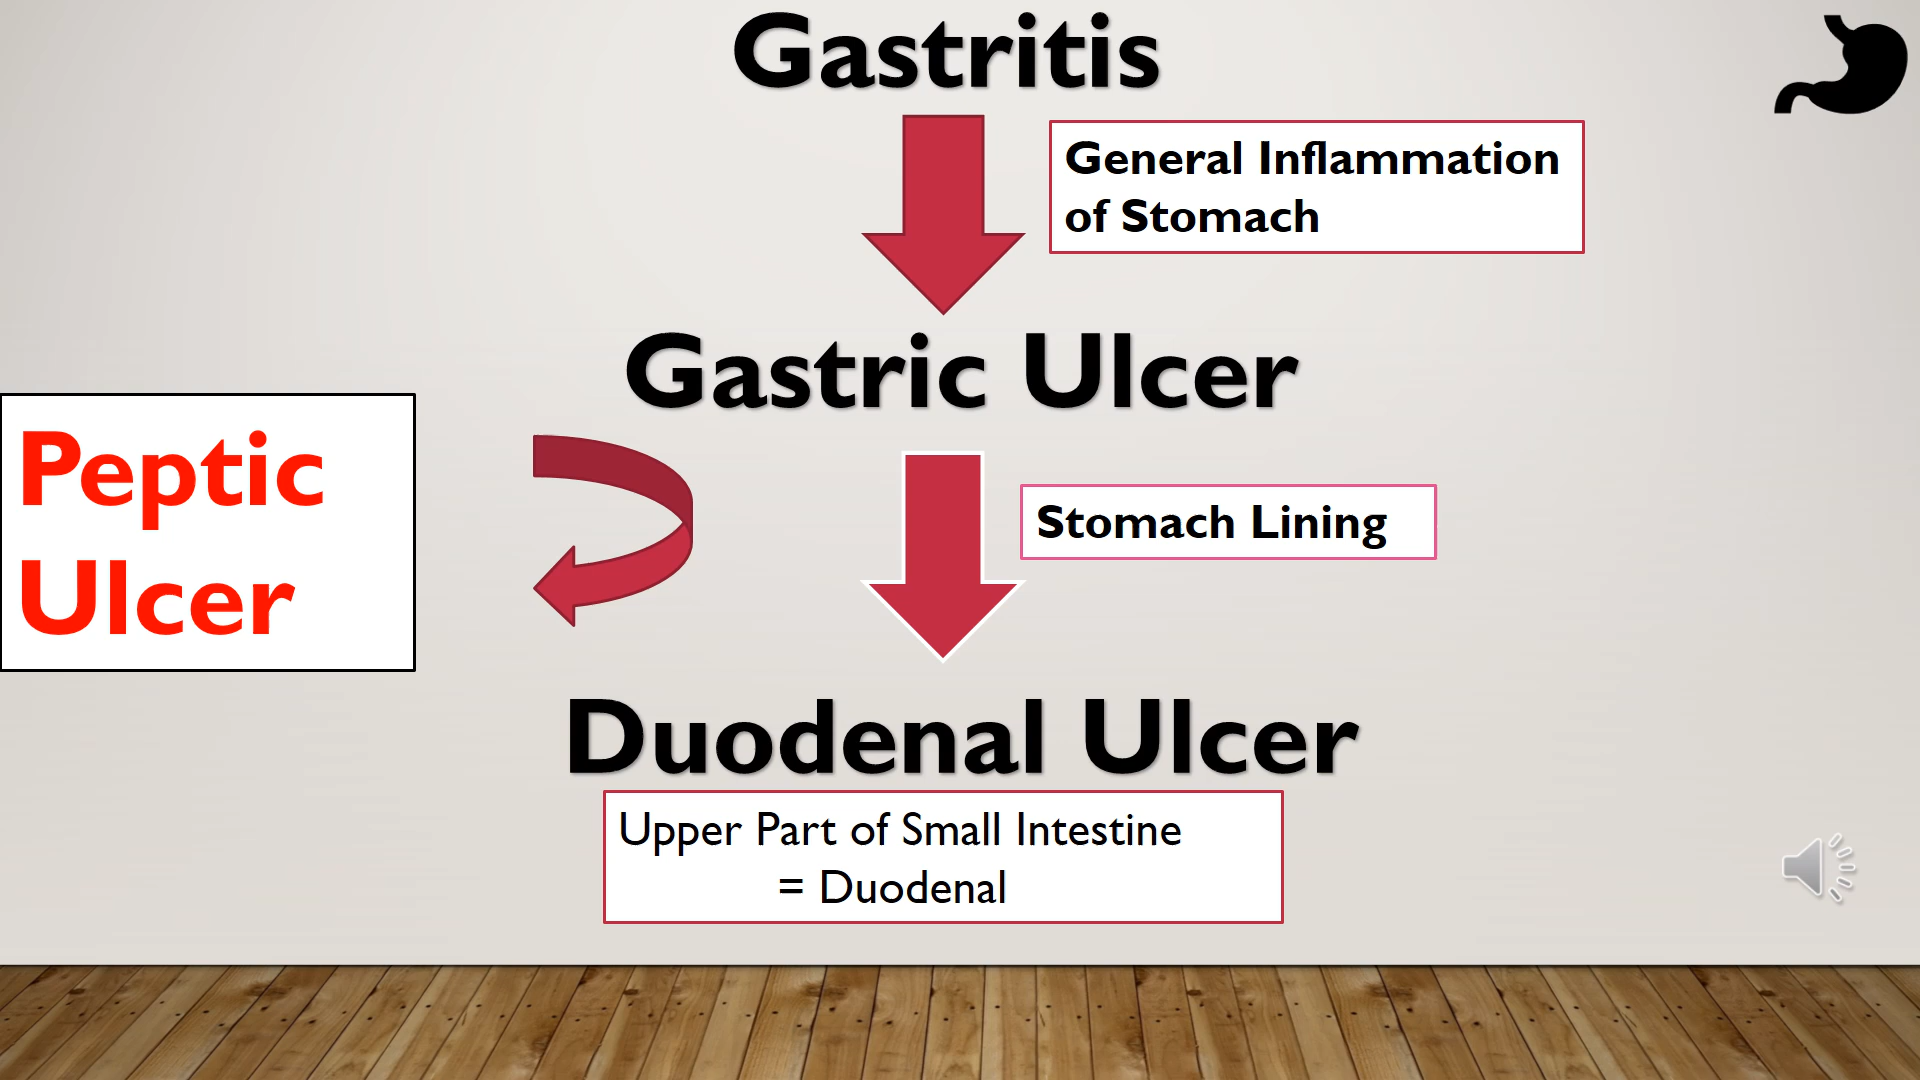 Gastritis
General Inflammation
of Stomach
Gastric Ulcer
Peptic
Ulcer
Stomach Lining
Duodenal Ulcer
Upper Part of Small Intestine
= Duodenal